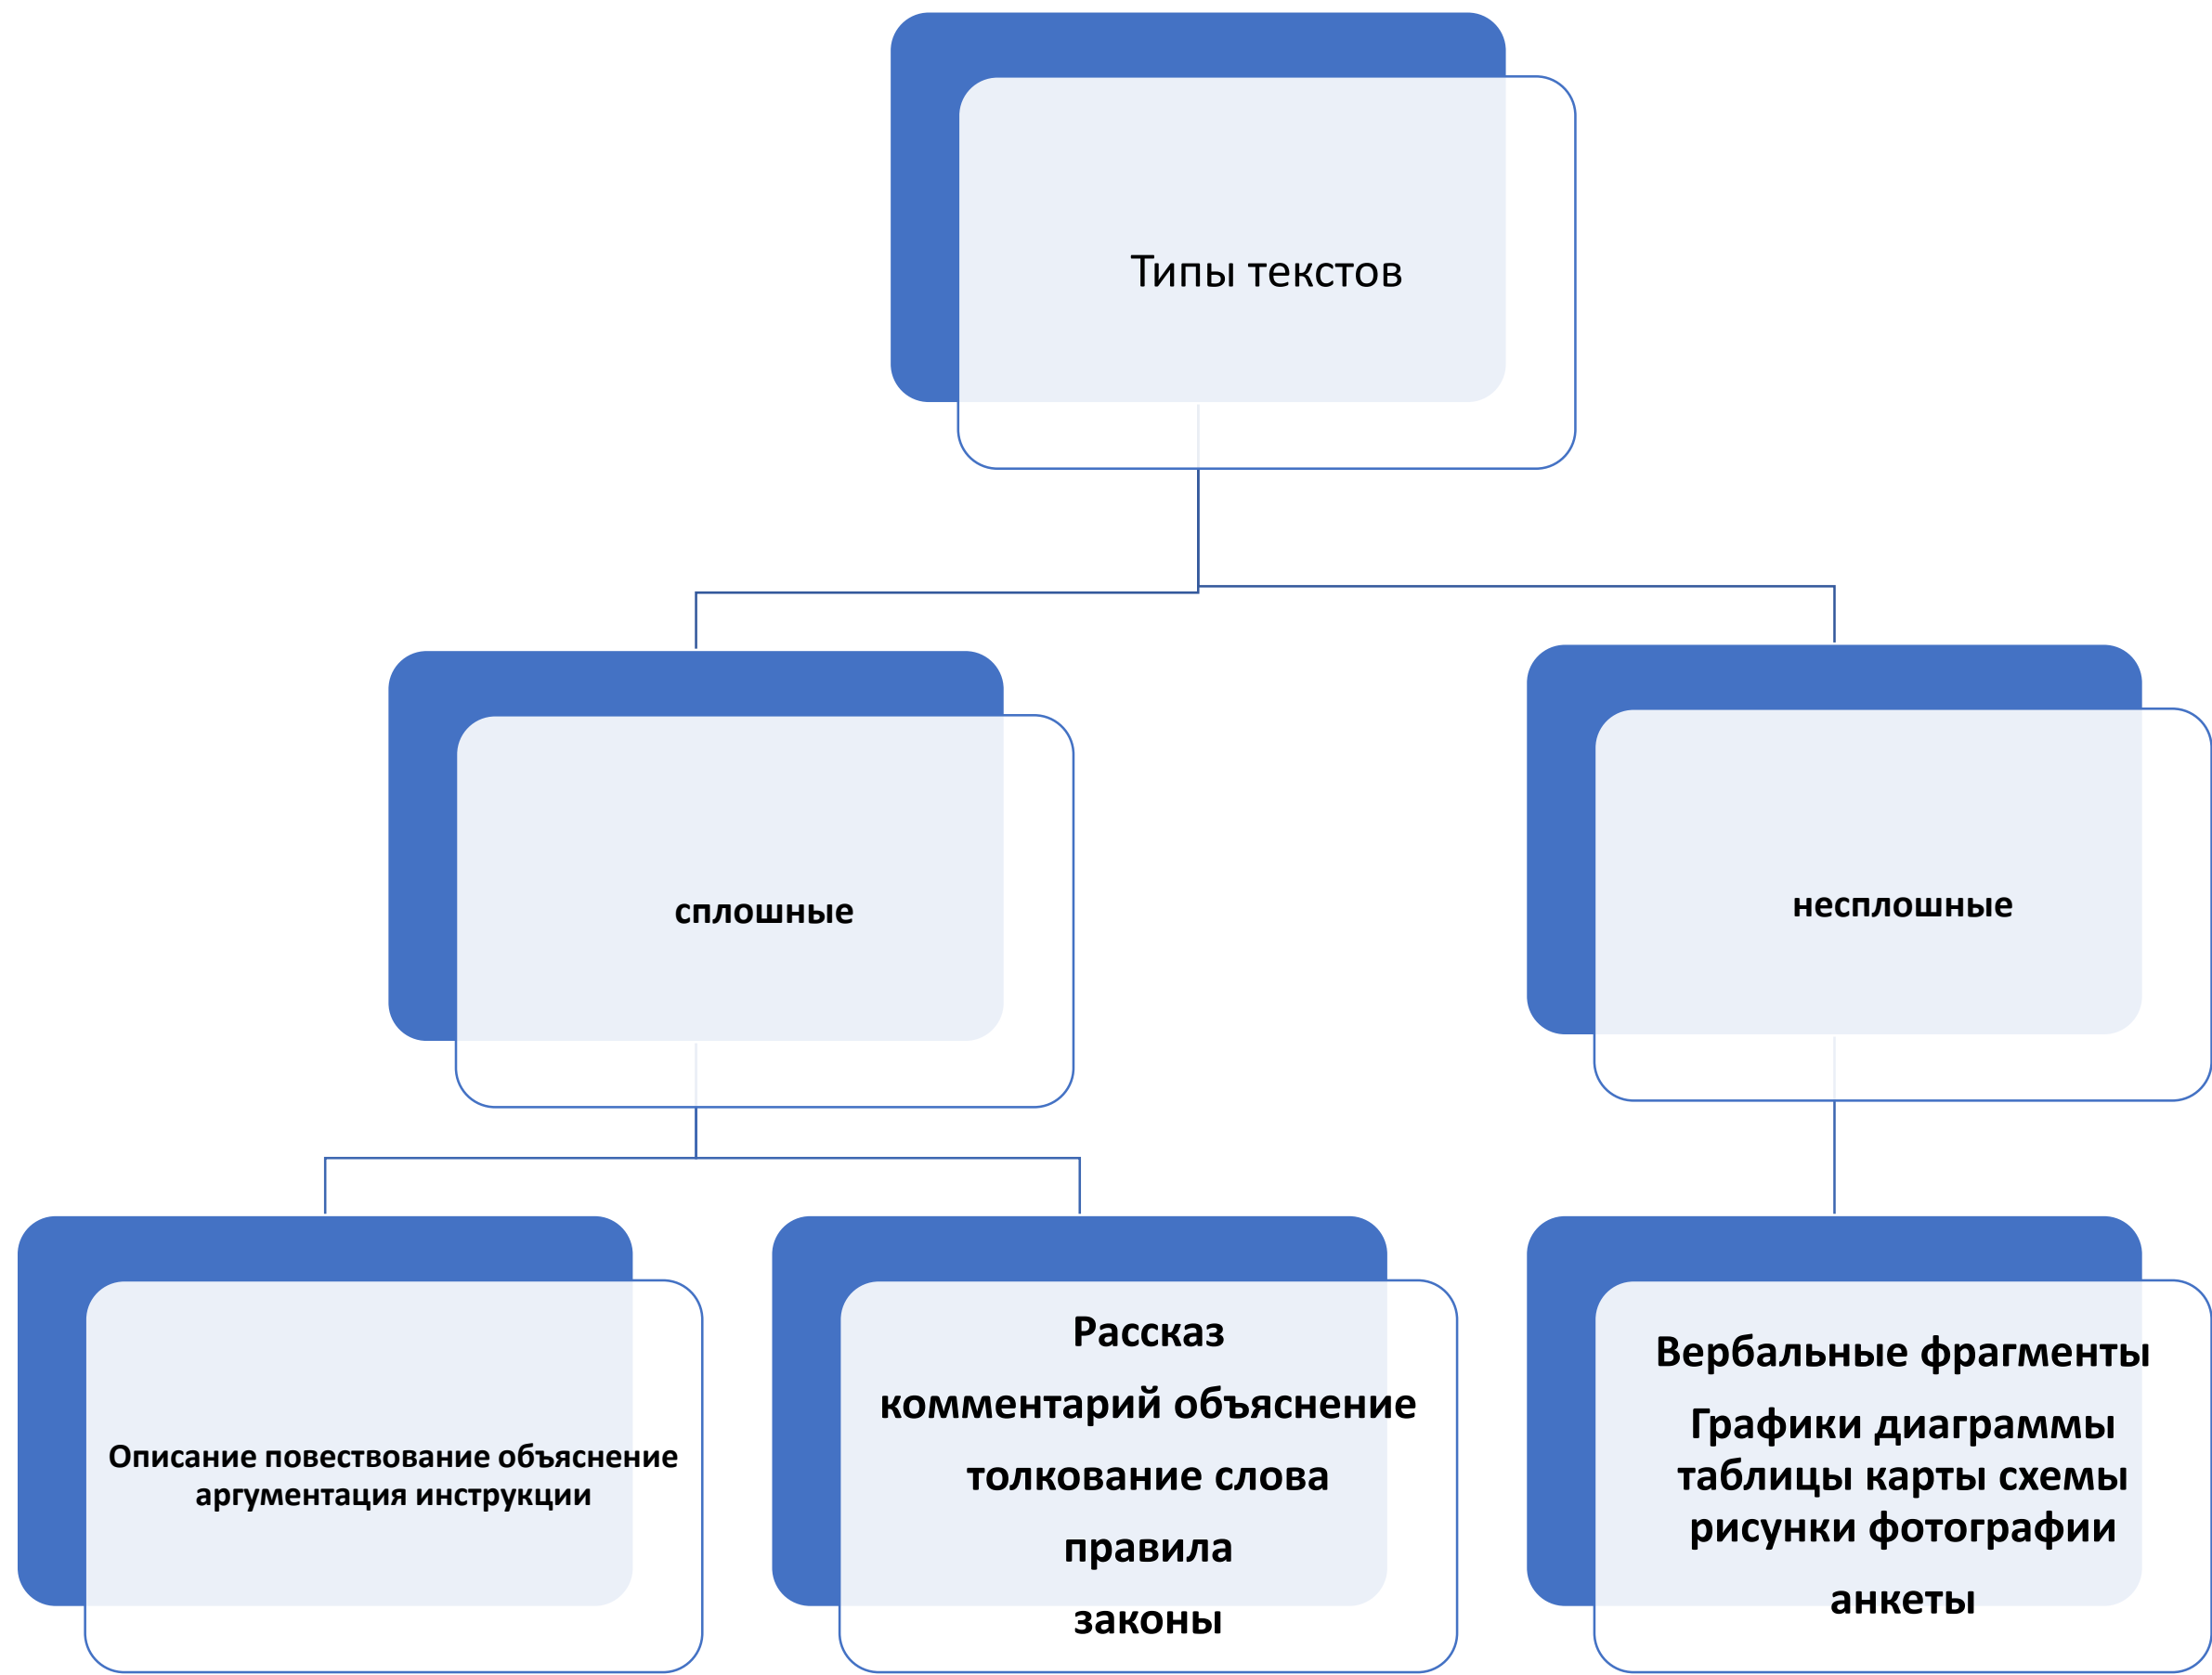 Типы текстов
сплошные
несплошные
Описание повествование объяснение
аргументация инструкции
Рассказ
комментарий объяснение
толкование слова
правила
законы
Вербальные фрагменты
Графики диаграммы
таблицы карты схемы
рисунки фотографии
анкеты